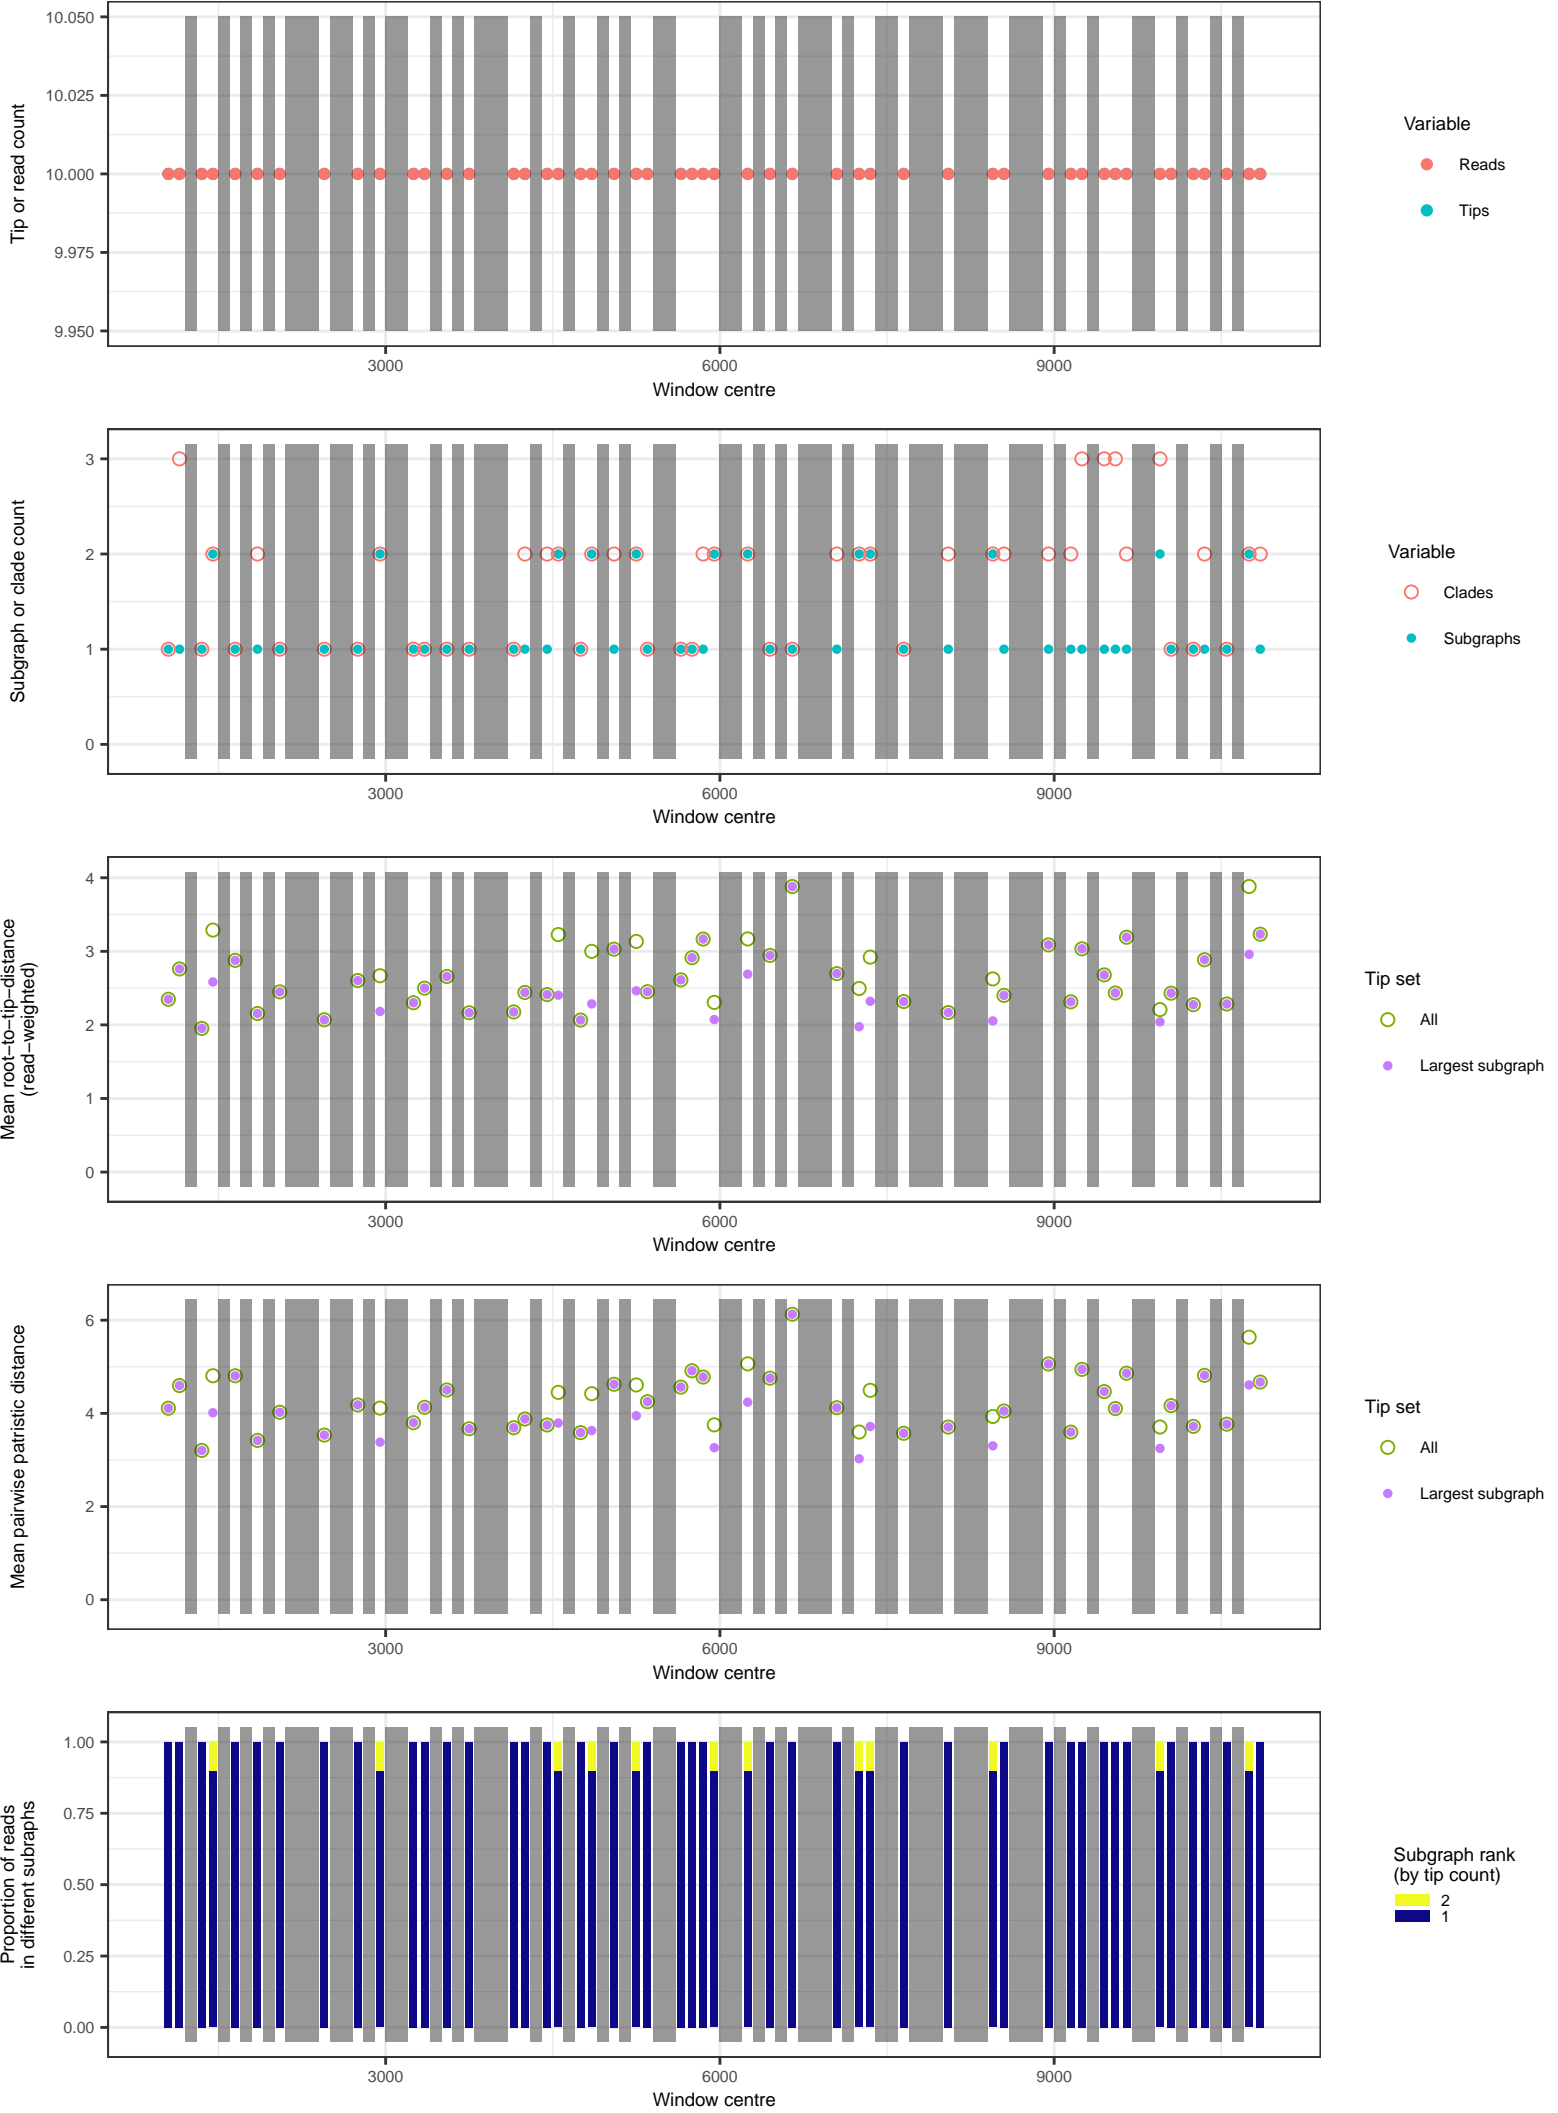 10.050
10.025
10.000
9.975
9.950
Tip or read count
3000
6000
9000
Window centre
Variable
Reads
Tips
3
2
1
0
Subgraph or clade count
3000
6000
9000
Window centre
Variable
Clades
Subgraphs
4
3
2
1
0
Mean root−to−tip−distance
(read−weighted)
3000
6000
9000
Window centre
Tip set
All
Largest subgraph
6
4
2
0
Mean pairwise patristic distance
3000
6000
9000
Window centre
Tip set
All
Largest subgraph
1.00
0.75
0.50
0.25
0.00
Proportion of reads
in different subraphs
3000
6000
9000
Window centre
Subgraph rank
(by tip count)
2
1